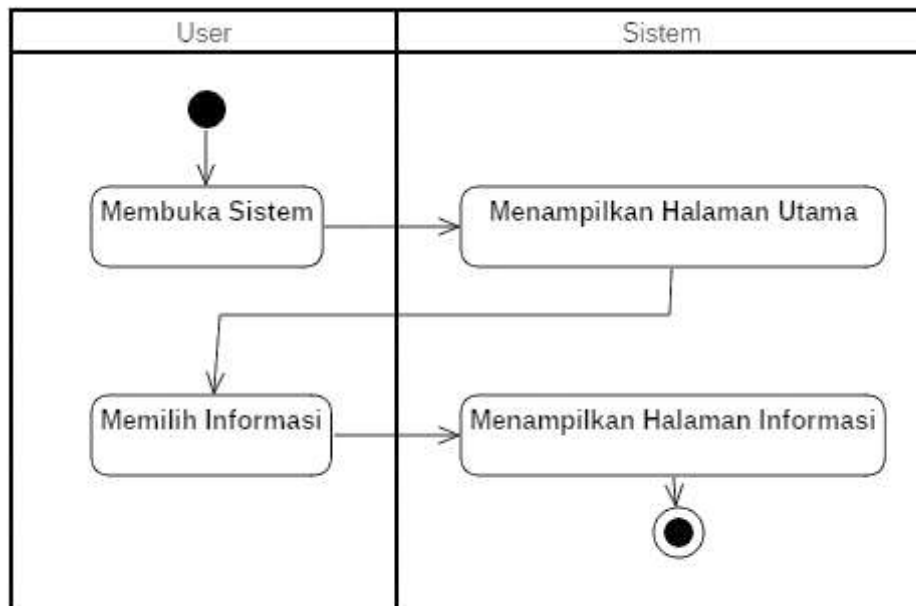 User
Sistem
Membuka Sistem
Menampilkan Halaman Utama
Memilih Informasi
Menampilkan Halaman Informasi